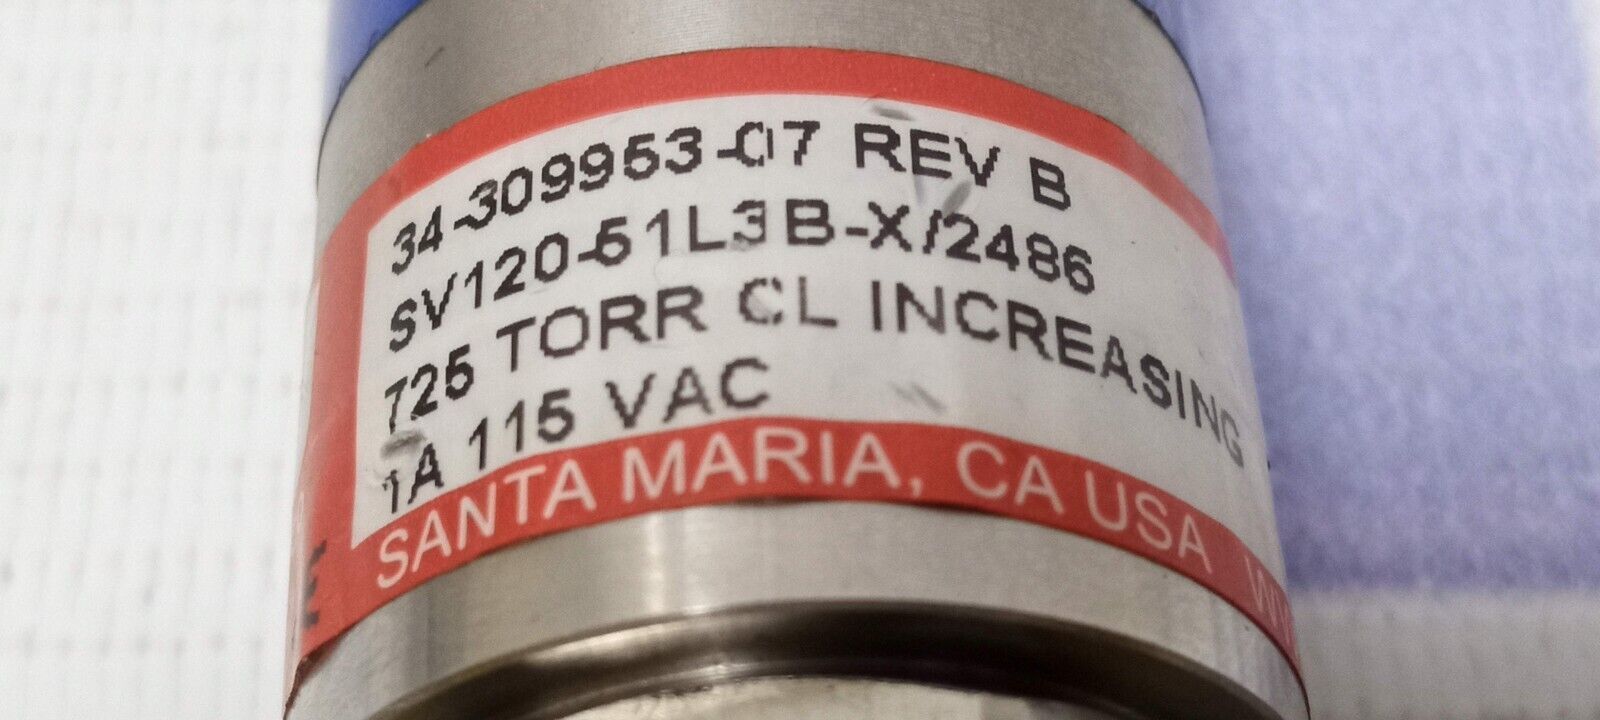 34-309953-07 REV B
SV120-51L3B-X/2486
725 TORR CL INCREASING
1A 115 VAC
SANTA MARIA, CA USA